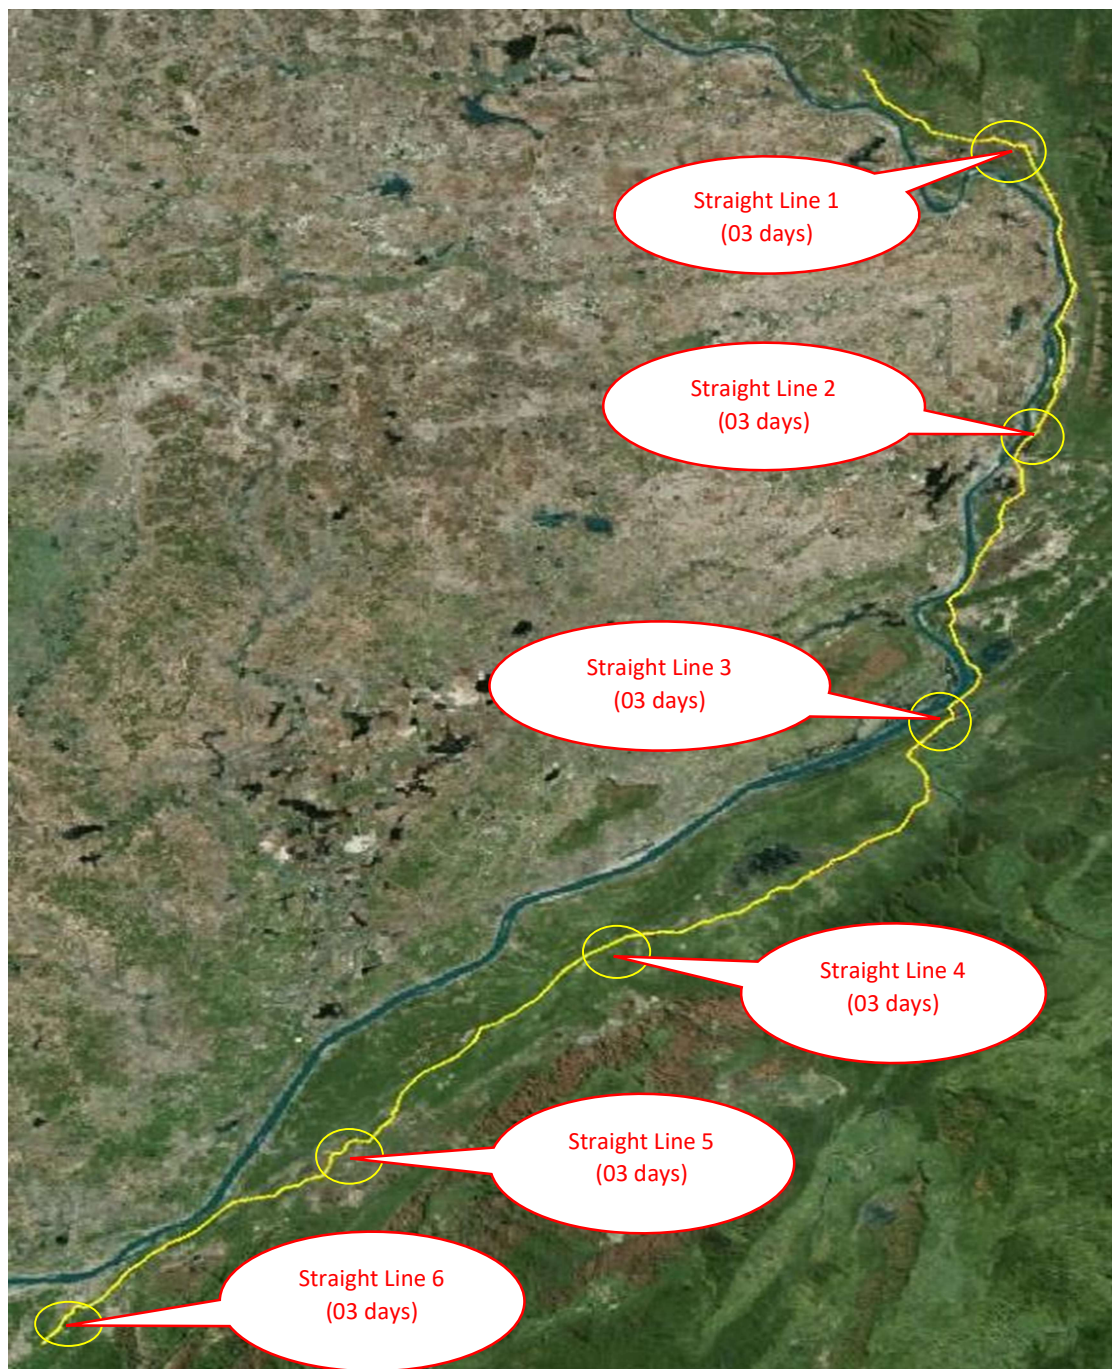 Straight Line 1
(03 days)
Straight Line 2
(03 days)
Straight Line 3
(03 days)
Straight Line 4
(03 days)
Straight Line 5
(03 days)
Straight Line 6
(03 days)